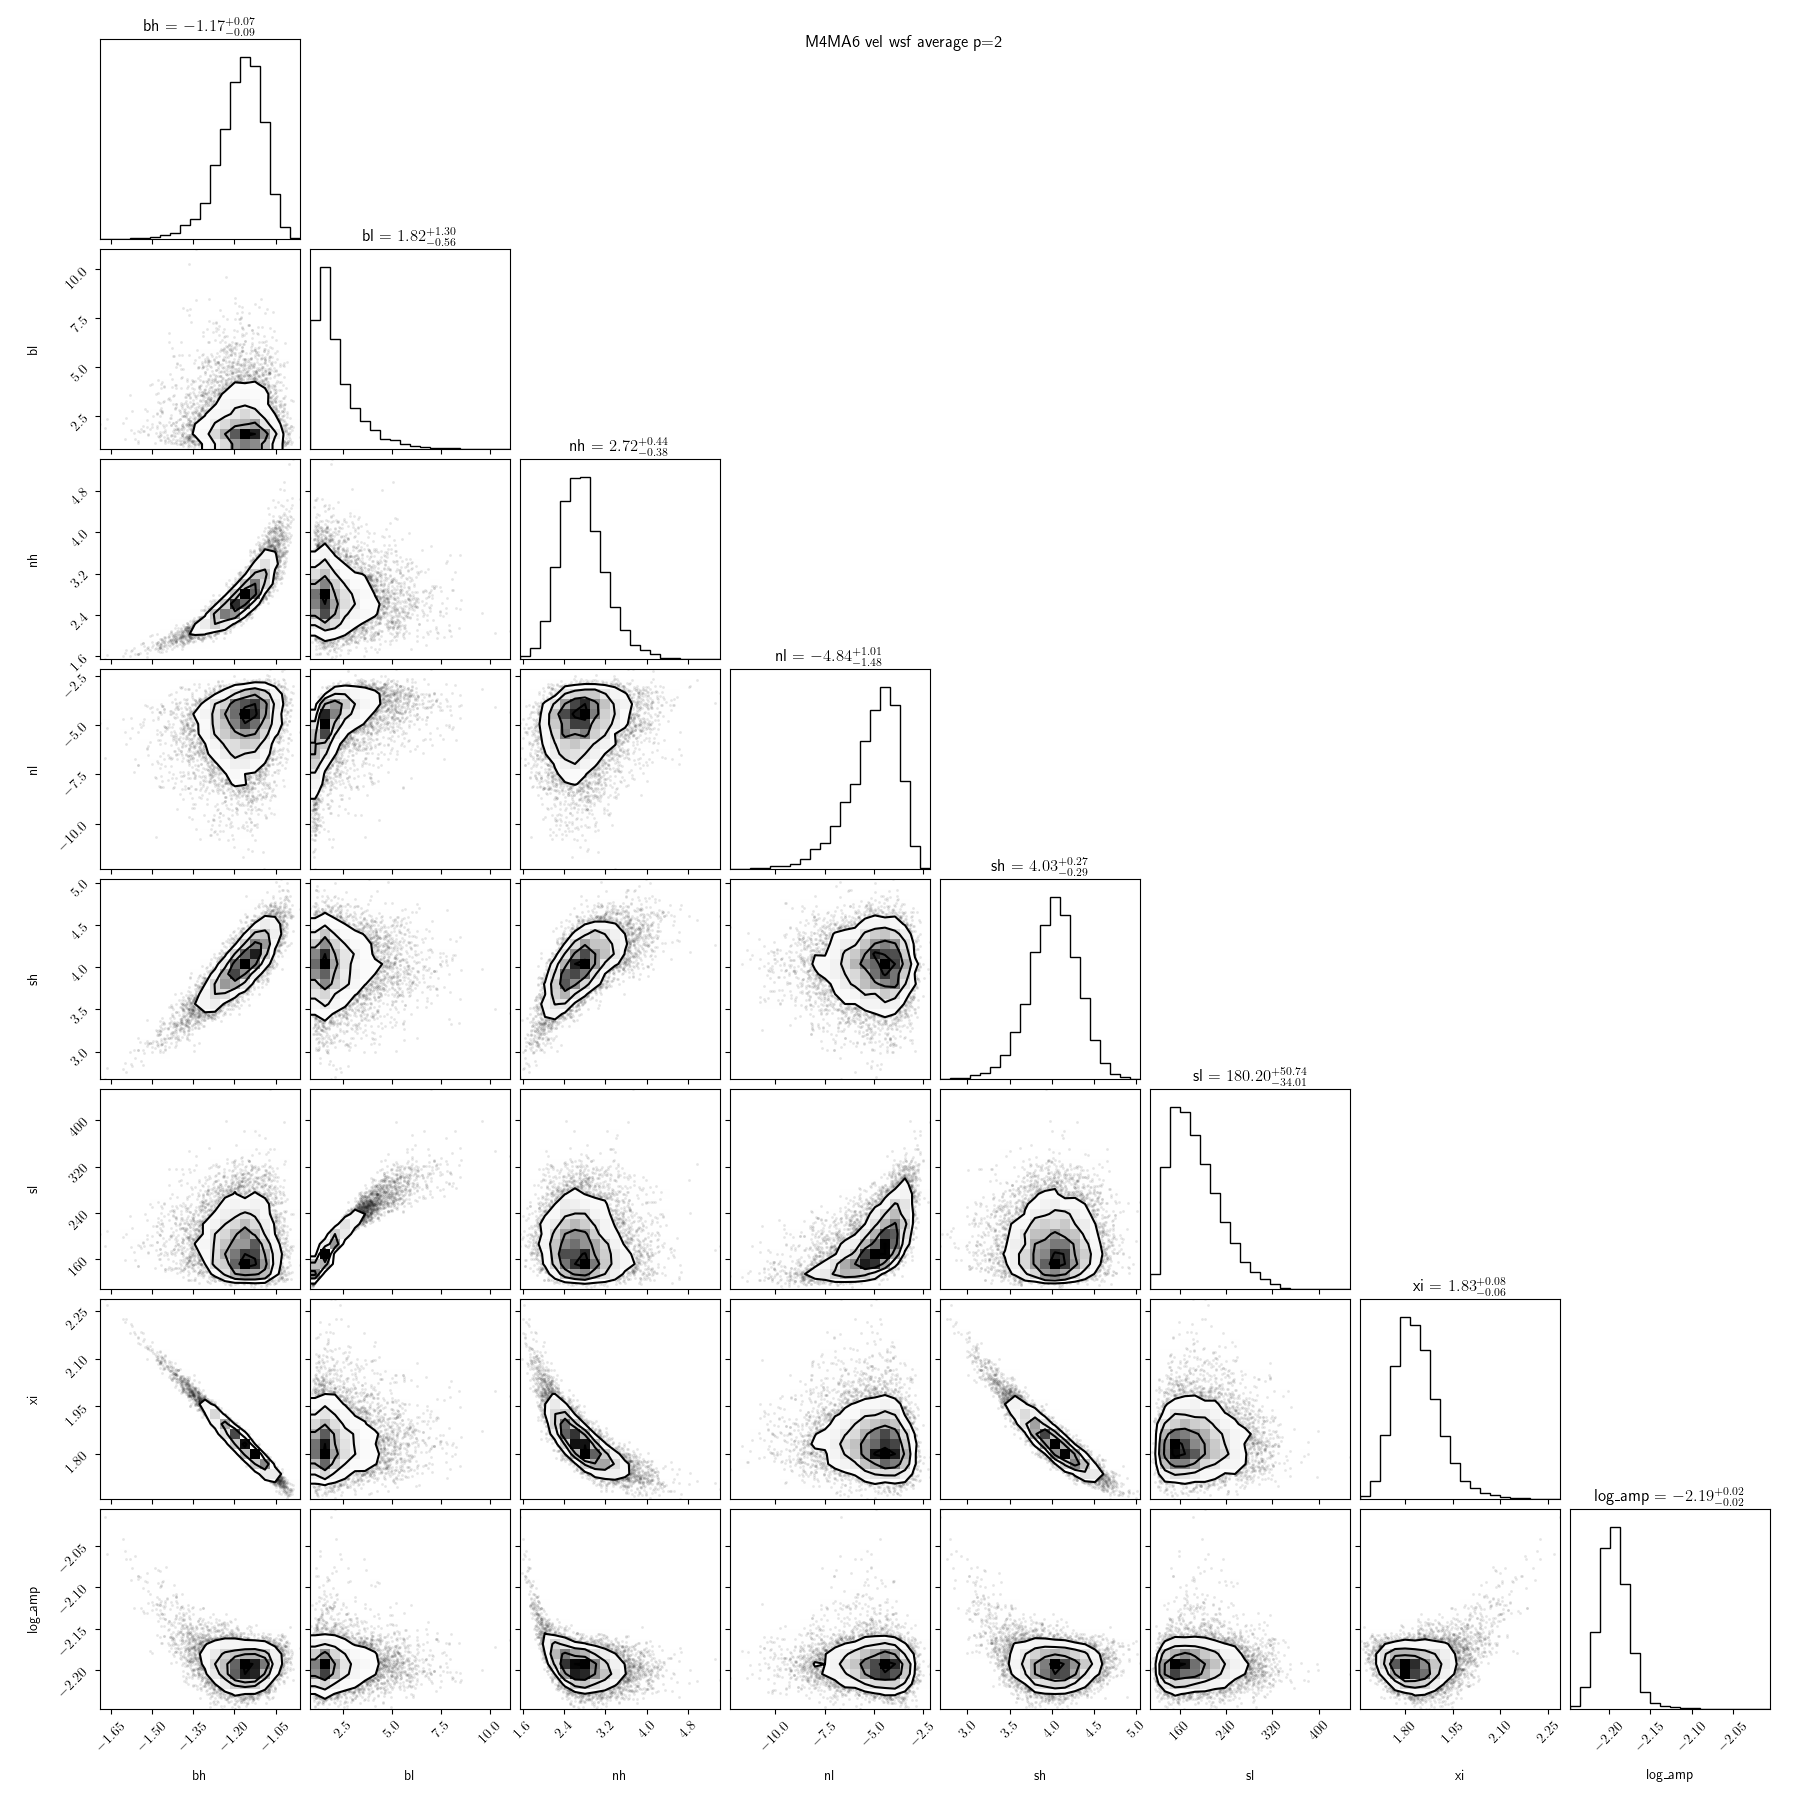 bh = −1.17+0.07−0.09
M4MA6 vel wsf average p=2
bl = 1.82+1.30−0.56
10.0
7.5
5.0
2.5
bl
nh = 2.72+0.44−0.38
4.8
4.0
3.2
2.4
1.6
nh
nl = −4.84+1.01−1.48
−2.5
−5.0
−7.5
−10.0
nl
sh = 4.03+0.27−0.29
5.0
4.5
4.0
3.5
3.0
sh
sl = 180.20+50.74−34.01
400
320
240
160
sl
xi = 1.83+0.08−0.06
2.25
2.10
1.95
1.80
xi
log_amp = −2.19+0.02−0.02
−2.05
−2.10
−2.15
−2.20
log_amp
−1.65 −1.50 −1.35 −1.20 −1.05 2.5 5.0 7.5 10.0 1.6 2.4 3.2 4.0 4.8 −10.0 −7.5 −5.0 −2.5 3.0 3.5 4.0 4.5 5.0 160 240 320 400 1.80 1.95 2.10 2.25 −2.20 −2.15 −2.10 −2.05
bh bl nh nl sh sl xi log_amp